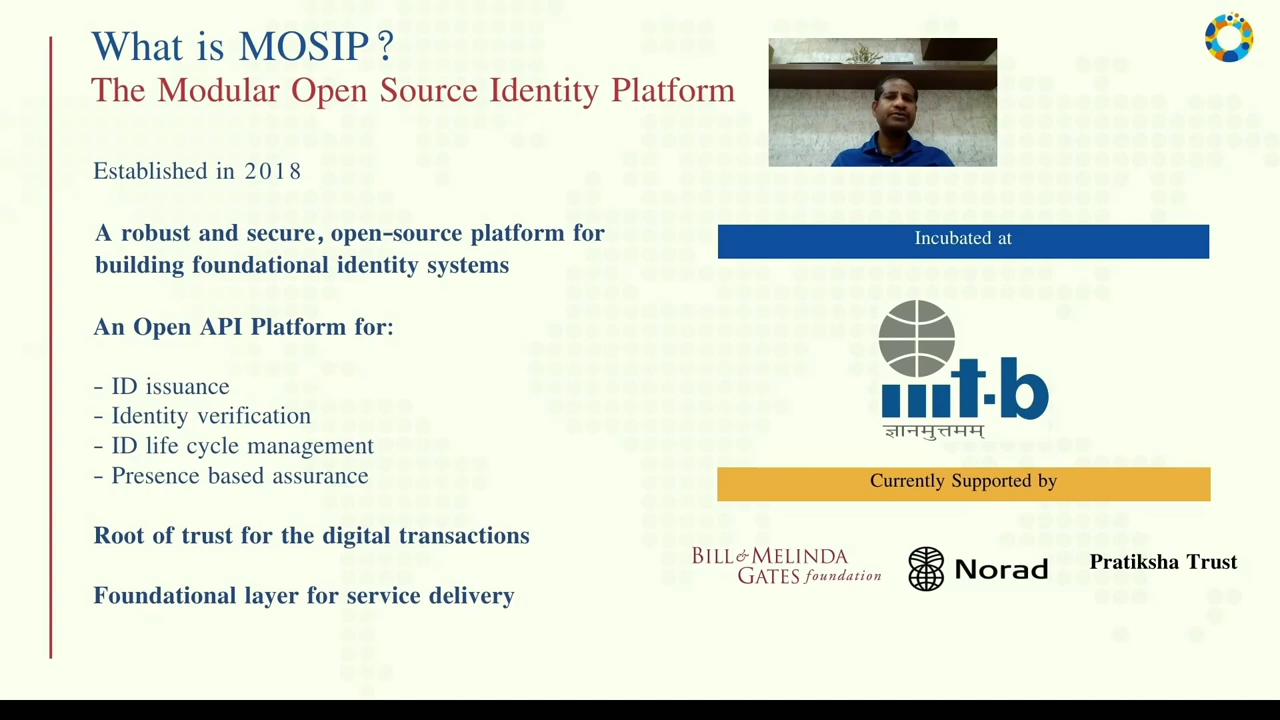 What is MOSIP?
The Modular Open Source Identity Platform
Established in 2018
A robust and secure, open-source platform for
building foundational identity systems
An Open API Platform for:
- ID issuance
- Identity verification
- ID life cycle management
- Presence based assurance
Root of trust for the digital transactions
Foundational layer for service delivery
Incubated at
iiit-b
ज्ञानमुत्तमम्
Currently Supported by
BILL & MELINDA
GATES foundation
Norad
Pratiksha Trust